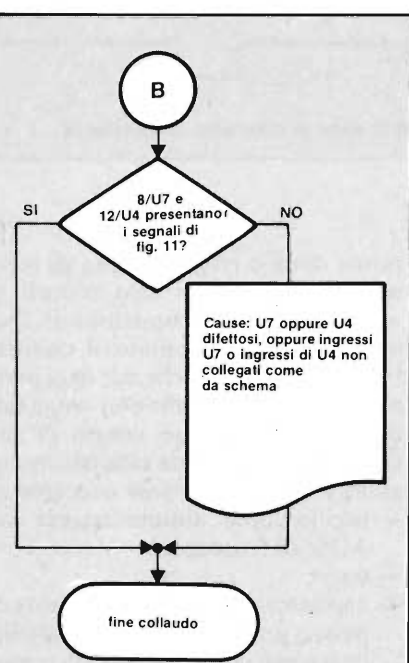 B
8/U7 e
12/U4 presentano
i segnali di
fig. 11?
SI
NO
Cause: U7 oppure U4
difettosi, oppure ingressi
U7 o ingressi di U4 non
collegati come
da schema
fine collaudo